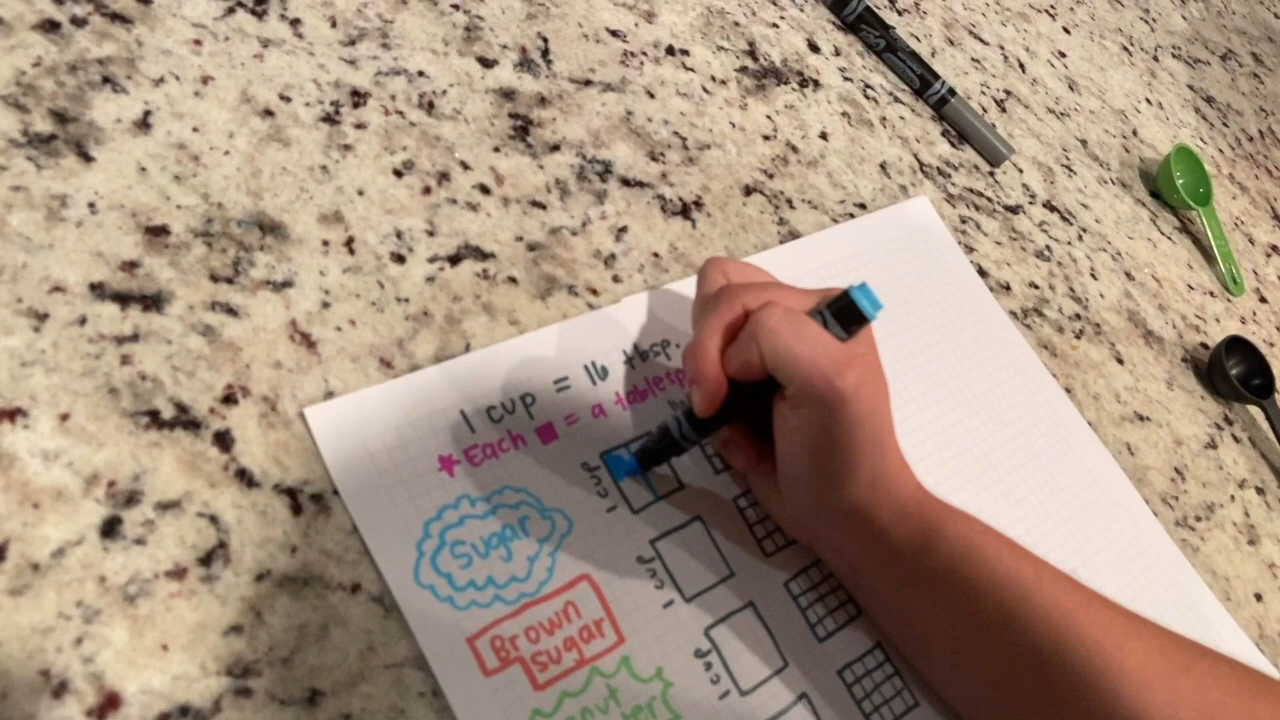 1 cup = 16 tbsp.
Each = a tablesp
1 cup
Sugar
1 cup
Brown
sugar
1 cup